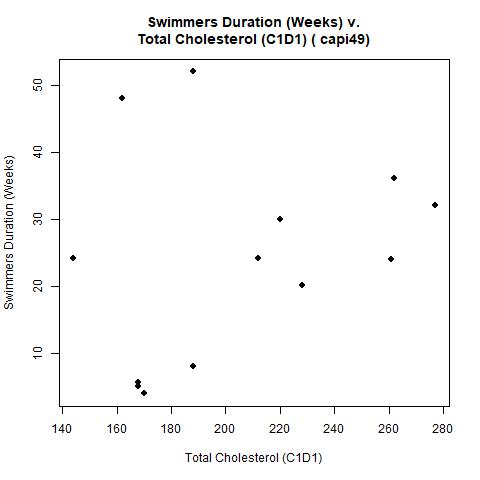 Swimmers Duration (Weeks) v.
Total Cholesterol (C1D1) ( capi49)
Swimmers Duration (Weeks)
50
40
30
20
10
140 160 180 200 220 240 260 280
Total Cholesterol (C1D1)